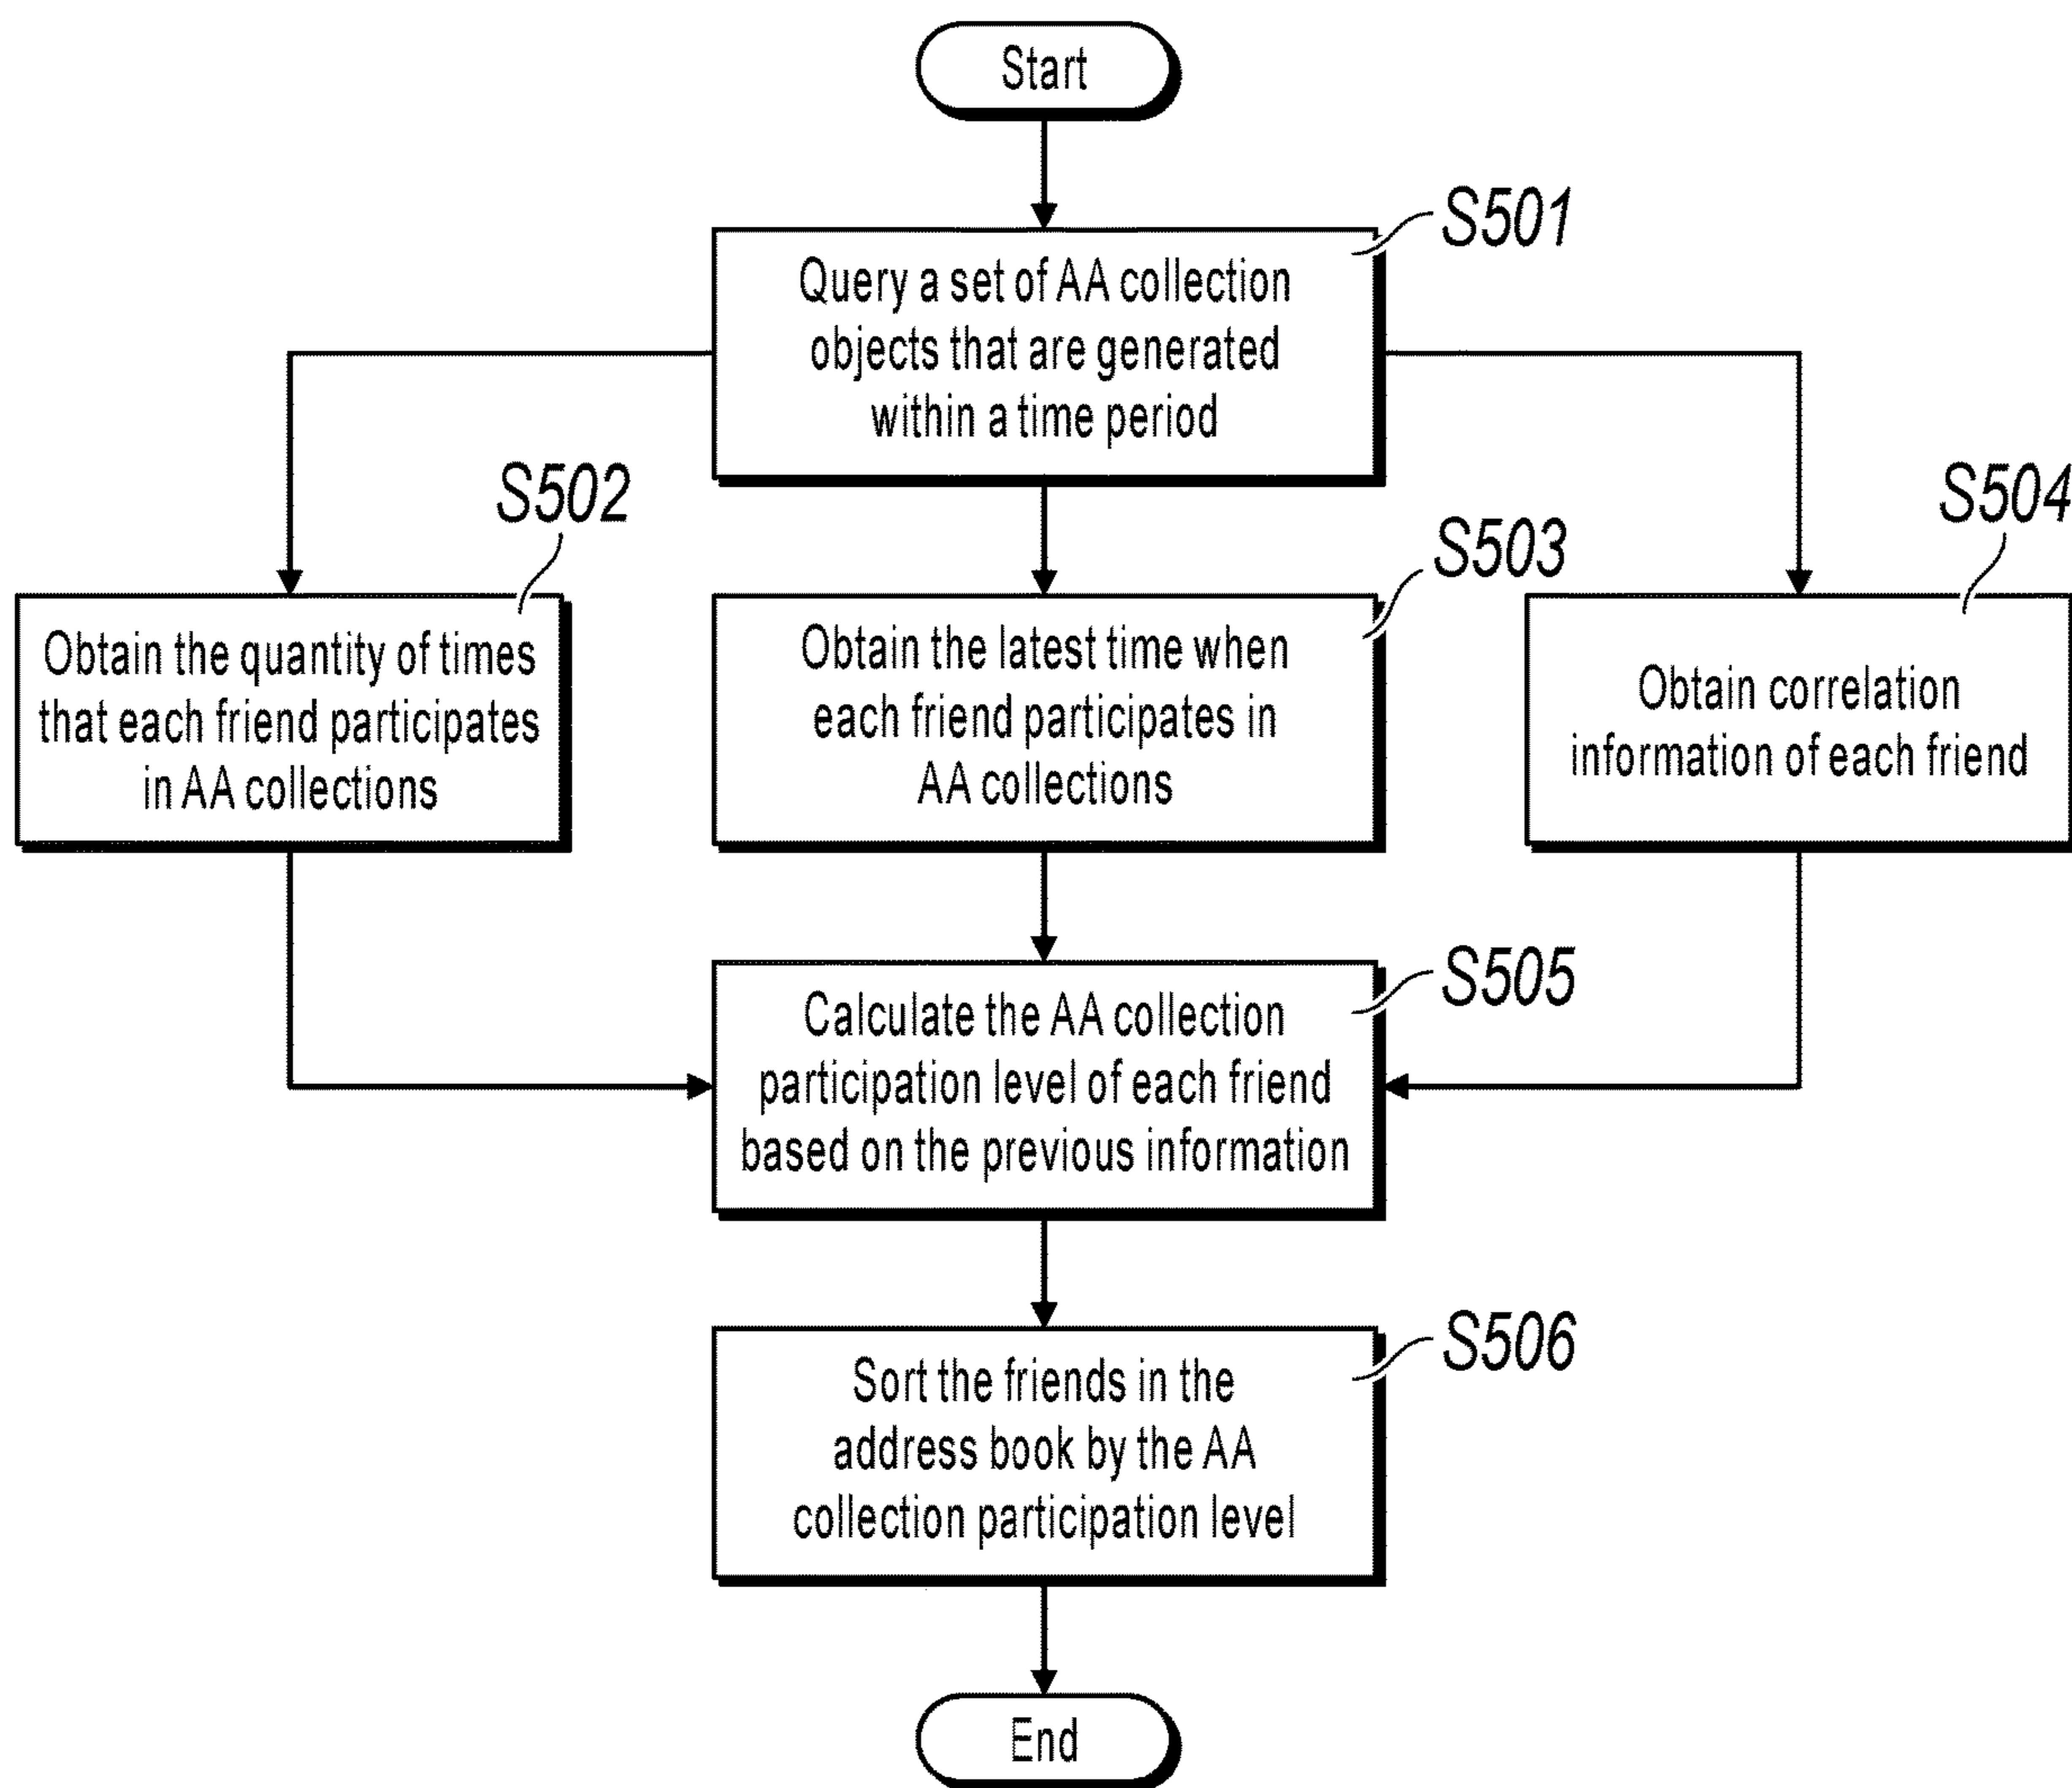 Start
S501
Query a set of AA collection
objects that are generated
within a time period
S502
Obtain the quantity of times
that each friend participates
in AA collections
S503
Obtain the latest time when
each friend participates in
AA collections
S504
Obtain correlation
information of each friend
S505
Calculate the AA collection
participation level of each friend
based on the previous information
S506
Sort the friends in the
address book by the AA
collection participation level
End